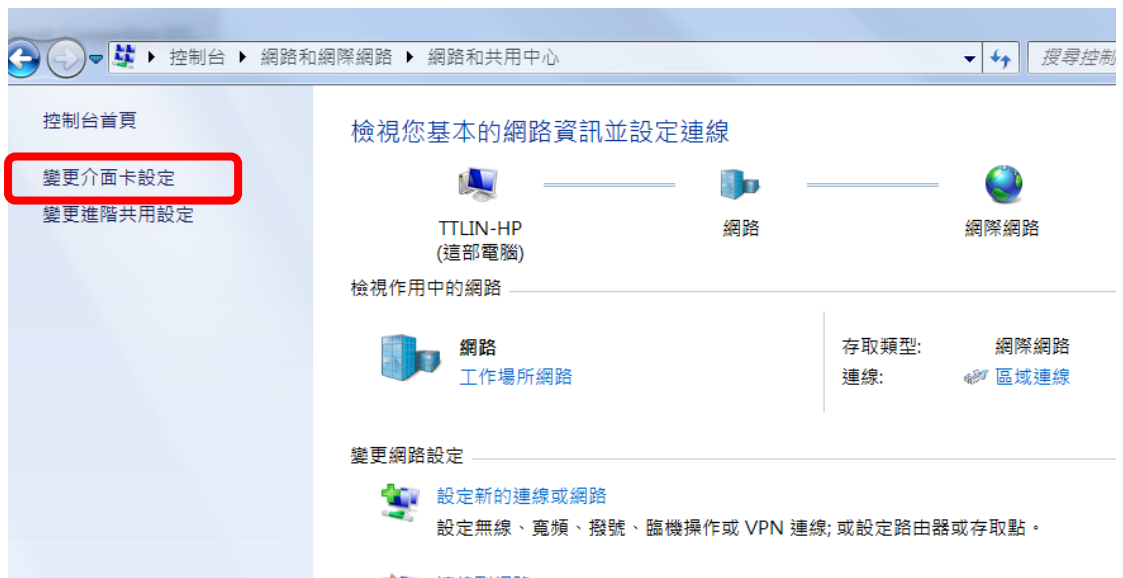 控制台 網路和網際網路 網路和共用中心
搜尋控制
控制台首頁
變更介面卡設定
變更進階共用設定
檢視您基本的網路資訊並設定連線
TTLIN-HP
(這部電腦)
網路
網際網路
檢視作用中的網路
網路
工作場所網路
存取類型: 網際網路
連線: 區域連線
變更網路設定
設定新的連線或網路
設定無線、寬頻、撥號、臨機操作或 VPN 連線; 或設定路由器或存取點。